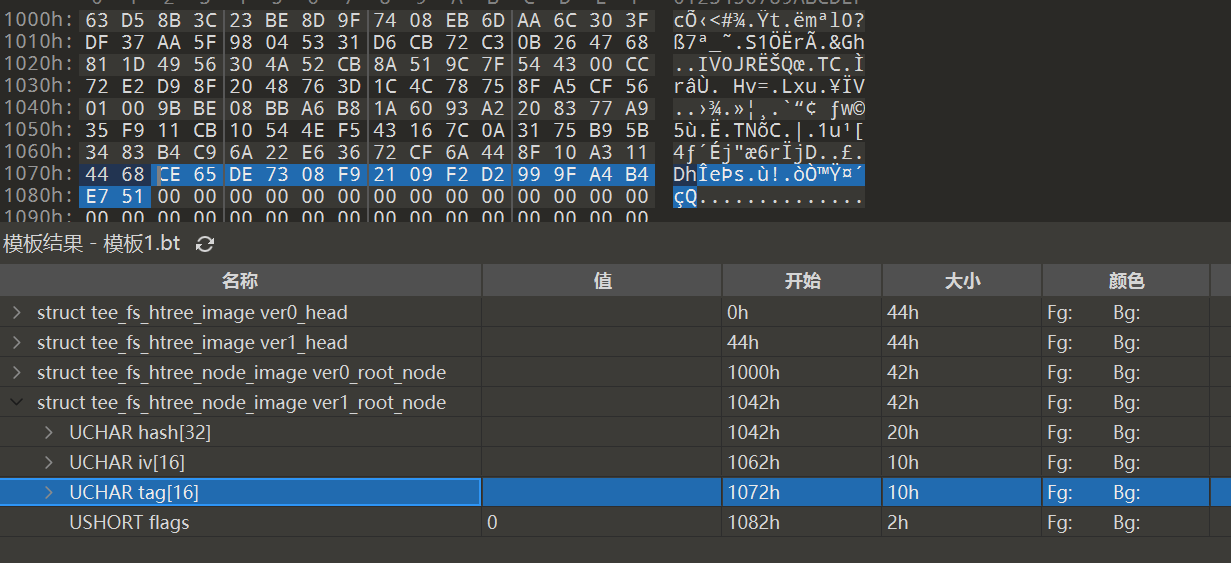 1000h: 63 D5 8B 3C 23 BE 8D 9F 74 08 EB 6D AA 6C 30 3F cÕ‹<#¾.Ÿt.ëmªl0?
1010h: DF 37 AA 5F 98 04 53 31 D6 CB 72 C3 0B 26 47 68 ß7ª_˜.S1ÖËrÃ.&Gh
1020h: 81 1D 49 56 30 4A 52 CB 8A 51 9C 7F 54 43 00 CC ..IV0JRËŠQœ.TC.Ì
1030h: 72 E2 D9 8F 20 48 76 3D 1C 4C 78 75 8F A5 CF 56 râÙ. Hv=.Lxu.¥ÏV
1040h: 01 00 9B BE 08 BB A6 B8 1A 60 93 A2 20 83 77 A9 ..›¾.»¦¸.`“¢ ƒw©
1050h: 35 F9 11 CB 10 54 4E F5 43 16 7C 0A 31 75 B9 5B 5ù.Ë.TNõC.|.1u¹[
1060h: 34 83 B4 C9 6A 22 E6 36 72 CF 6A 44 8F 10 A3 11 4ƒ´Éj"æ6rÏjD..£.
1070h: 44 68 CE 65 DE 73 08 F9 21 09 F2 D2 99 9F A4 B4 DhÎeÞs.ù!.òÒ™Ÿ¤´
1080h: E7 51 00 00 00 00 00 00 00 00 00 00 00 00 00 00 çQ..............
1090h: 00 00 00 00 00 00 00 00 00 00 00 00 00 00 00 00
模板结果 - 模板1.bt
名称 值 开始 大小 颜色
struct tee_fs_htree_image ver0_head 0h 44h Fg: Bg:
struct tee_fs_htree_image ver1_head 44h 44h Fg: Bg:
struct tee_fs_htree_node_image ver0_root_node 1000h 42h Fg: Bg:
struct tee_fs_htree_node_image ver1_root_node 1042h 42h Fg: Bg:
UCHAR hash[32] 1042h 20h Fg: Bg:
UCHAR iv[16] 1062h 10h Fg: Bg:
UCHAR tag[16] 1072h 10h Fg: Bg:
USHORT flags 0 1082h 2h Fg: Bg: